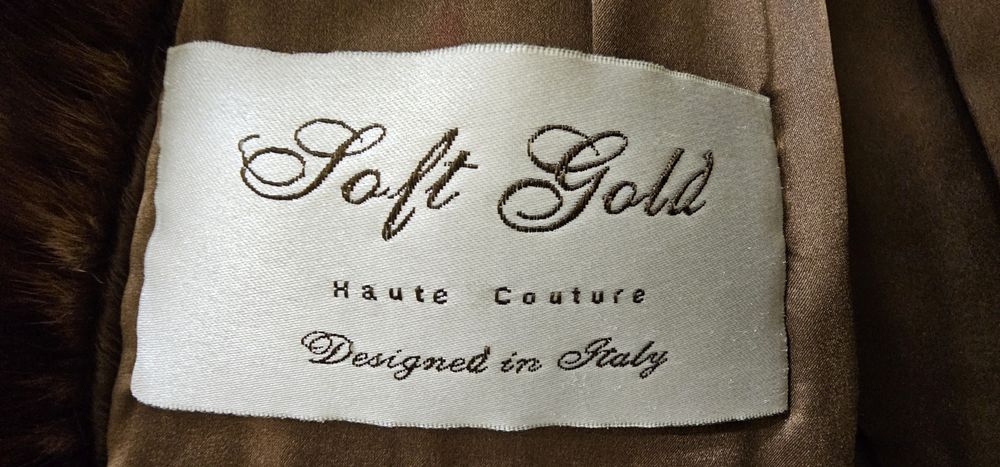 Soft Gold
Haute Couture
Designed in Italy